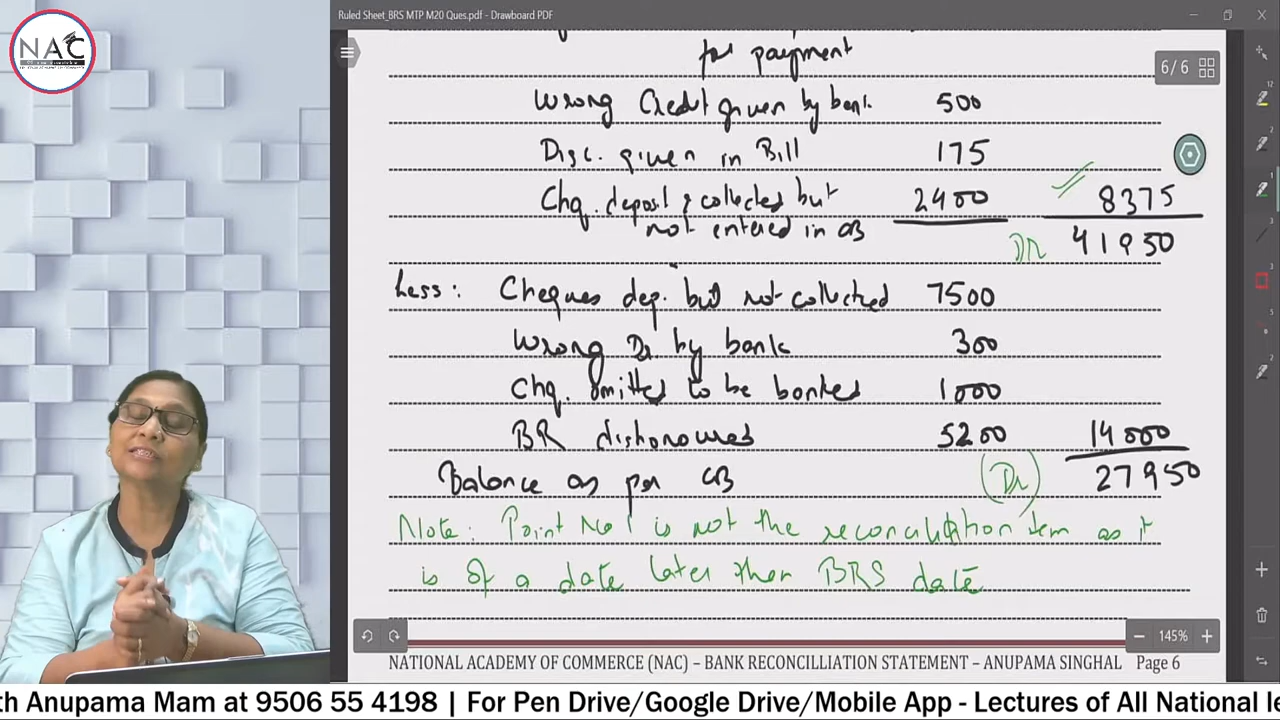 Ruled Sheet_BRS MTP M20 Ques.pdf - Drawboard PDF
NAC
6/6
for payment
Wrong Credit given by bank 500
Disc. given in Bill 175
Chq. deposit & collected but 2400 8375
not entered in CB Dr 41950
Less: Cheques dep. but not collected 7500
Wrong Dr by bank 300
Chq. omitted to be banked 1000
BR dishonoured 5200 14000
Balance as per CB (Dr) 27950
Note: Point No 1 is not the reconciliation item as it
is of a date later then BRS date
145%
NATIONAL ACADEMY OF COMMERCE (NAC) – BANK RECONCILLIATION STATEMENT – ANUPAMA SINGHAL Page 6
th Anupama Mam at 9506 55 4198 | For Pen Drive/Google Drive/Mobile App - Lectures of All National le